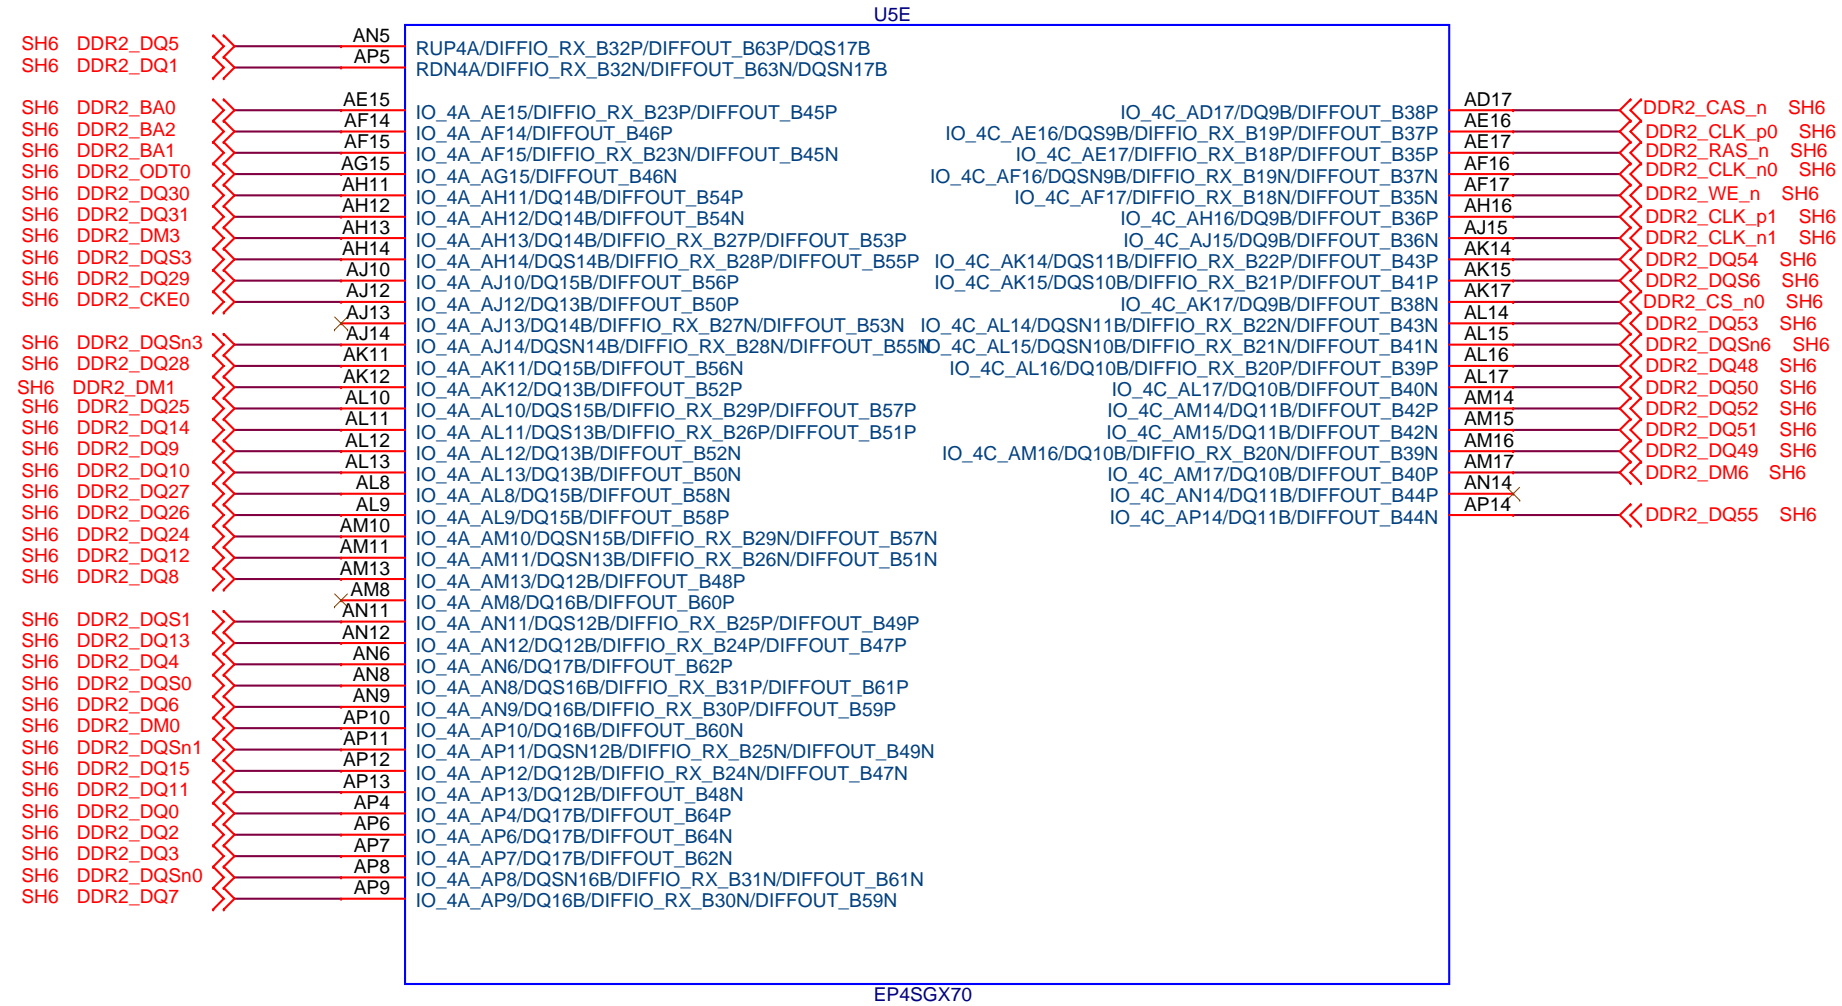 U5E
SH6 DDR2_DQ5 AN5 RUP4A/DIFFIO_RX_B32P/DIFFOUT_B63P/DQS17B
SH6 DDR2_DQ1 AP5 RDN4A/DIFFIO_RX_B32N/DIFFOUT_B63N/DQSN17B
SH6 DDR2_BA0 AE15 IO_4A_AE15/DIFFIO_RX_B23P/DIFFOUT_B45P IO_4C_AD17/DQ9B/DIFFOUT_B38P AD17 DDR2_CAS_n SH6
SH6 DDR2_BA2 AF14 IO_4A_AF14/DIFFOUT_B46P IO_4C_AE16/DQS9B/DIFFIO_RX_B19P/DIFFOUT_B37P AE16 DDR2_CLK_p0 SH6
SH6 DDR2_BA1 AF15 IO_4A_AF15/DIFFIO_RX_B23N/DIFFOUT_B45N IO_4C_AE17/DIFFIO_RX_B18P/DIFFOUT_B35P AE17 DDR2_RAS_n SH6
SH6 DDR2_ODT0 AG15 IO_4A_AG15/DIFFOUT_B46N IO_4C_AF16/DQSN9B/DIFFIO_RX_B19N/DIFFOUT_B37N AF16 DDR2_CLK_n0 SH6
SH6 DDR2_DQ30 AH11 IO_4A_AH11/DQ14B/DIFFOUT_B54P IO_4C_AF17/DIFFIO_RX_B18N/DIFFOUT_B35N AF17 DDR2_WE_n SH6
SH6 DDR2_DQ31 AH12 IO_4A_AH12/DQ14B/DIFFOUT_B54N IO_4C_AH16/DQ9B/DIFFOUT_B36P AH16 DDR2_CLK_p1 SH6
SH6 DDR2_DM3 AH13 IO_4A_AH13/DQ14B/DIFFIO_RX_B27P/DIFFOUT_B53P IO_4C_AJ15/DQ9B/DIFFOUT_B36N AJ15 DDR2_CLK_n1 SH6
SH6 DDR2_DQS3 AH14 IO_4A_AH14/DQS14B/DIFFIO_RX_B28P/DIFFOUT_B55P IO_4C_AK14/DQS11B/DIFFIO_RX_B22P/DIFFOUT_B43P AK14 DDR2_DQ54 SH6
SH6 DDR2_DQ29 AJ10 IO_4A_AJ10/DQ15B/DIFFOUT_B56P IO_4C_AK15/DQS10B/DIFFIO_RX_B21P/DIFFOUT_B41P AK15 DDR2_DQS6 SH6
SH6 DDR2_CKE0 AJ12 IO_4A_AJ12/DQ13B/DIFFOUT_B50P IO_4C_AK17/DQ9B/DIFFOUT_B38N AK17 DDR2_CS_n0 SH6
AJ13 IO_4A_AJ13/DQ14B/DIFFIO_RX_B27N/DIFFOUT_B53N IO_4C_AL14/DQSN11B/DIFFIO_RX_B22N/DIFFOUT_B43N AL14 DDR2_DQ53 SH6
SH6 DDR2_DQSn3 AJ14 IO_4A_AJ14/DQSN14B/DIFFIO_RX_B28N/DIFFOUT_B55N IO_4C_AL15/DQSN10B/DIFFIO_RX_B21N/DIFFOUT_B41N AL15 DDR2_DQSn6 SH6
SH6 DDR2_DQ28 AK11 IO_4A_AK11/DQ15B/DIFFOUT_B56N IO_4C_AL16/DQ10B/DIFFIO_RX_B20P/DIFFOUT_B39P AL16 DDR2_DQ48 SH6
SH6 DDR2_DM1 AK12 IO_4A_AK12/DQ13B/DIFFOUT_B52P IO_4C_AL17/DQ10B/DIFFOUT_B40N AL17 DDR2_DQ50 SH6
SH6 DDR2_DQ25 AL10 IO_4A_AL10/DQS15B/DIFFIO_RX_B29P/DIFFOUT_B57P IO_4C_AM14/DQ11B/DIFFOUT_B42P AM14 DDR2_DQ52 SH6
SH6 DDR2_DQ14 AL11 IO_4A_AL11/DQS13B/DIFFIO_RX_B26P/DIFFOUT_B51P IO_4C_AM15/DQ11B/DIFFOUT_B42N AM15 DDR2_DQ51 SH6
SH6 DDR2_DQ9 AL12 IO_4A_AL12/DQ13B/DIFFOUT_B52N IO_4C_AM16/DQ10B/DIFFIO_RX_B20N/DIFFOUT_B39N AM16 DDR2_DQ49 SH6
SH6 DDR2_DQ10 AL13 IO_4A_AL13/DQ13B/DIFFOUT_B50N IO_4C_AM17/DQ10B/DIFFOUT_B40P AM17 DDR2_DM6 SH6
SH6 DDR2_DQ27 AL8 IO_4A_AL8/DQ15B/DIFFOUT_B58N IO_4C_AN14/DQ11B/DIFFOUT_B44P AN14
SH6 DDR2_DQ26 AL9 IO_4A_AL9/DQ15B/DIFFOUT_B58P IO_4C_AP14/DQ11B/DIFFOUT_B44N AP14 DDR2_DQ55 SH6
SH6 DDR2_DQ24 AM10 IO_4A_AM10/DQSN15B/DIFFIO_RX_B29N/DIFFOUT_B57N
SH6 DDR2_DQ12 AM11 IO_4A_AM11/DQSN13B/DIFFIO_RX_B26N/DIFFOUT_B51N
SH6 DDR2_DQ8 AM13 IO_4A_AM13/DQ12B/DIFFOUT_B48P
AM8 IO_4A_AM8/DQ16B/DIFFOUT_B60P
SH6 DDR2_DQS1 AN11 IO_4A_AN11/DQS12B/DIFFIO_RX_B25P/DIFFOUT_B49P
SH6 DDR2_DQ13 AN12 IO_4A_AN12/DQ12B/DIFFIO_RX_B24P/DIFFOUT_B47P
SH6 DDR2_DQ4 AN6 IO_4A_AN6/DQ17B/DIFFOUT_B62P
SH6 DDR2_DQS0 AN8 IO_4A_AN8/DQS16B/DIFFIO_RX_B31P/DIFFOUT_B61P
SH6 DDR2_DQ6 AN9 IO_4A_AN9/DQ16B/DIFFIO_RX_B30P/DIFFOUT_B59P
SH6 DDR2_DM0 AP10 IO_4A_AP10/DQ16B/DIFFOUT_B60N
SH6 DDR2_DQSn1 AP11 IO_4A_AP11/DQSN12B/DIFFIO_RX_B25N/DIFFOUT_B49N
SH6 DDR2_DQ15 AP12 IO_4A_AP12/DQ12B/DIFFIO_RX_B24N/DIFFOUT_B47N
SH6 DDR2_DQ11 AP13 IO_4A_AP13/DQ12B/DIFFOUT_B48N
SH6 DDR2_DQ0 AP4 IO_4A_AP4/DQ17B/DIFFOUT_B64P
SH6 DDR2_DQ2 AP6 IO_4A_AP6/DQ17B/DIFFOUT_B64N
SH6 DDR2_DQ3 AP7 IO_4A_AP7/DQ17B/DIFFOUT_B62N
SH6 DDR2_DQSn0 AP8 IO_4A_AP8/DQSN16B/DIFFIO_RX_B31N/DIFFOUT_B61N
SH6 DDR2_DQ7 AP9 IO_4A_AP9/DQ16B/DIFFIO_RX_B30N/DIFFOUT_B59N
EP4SGX70